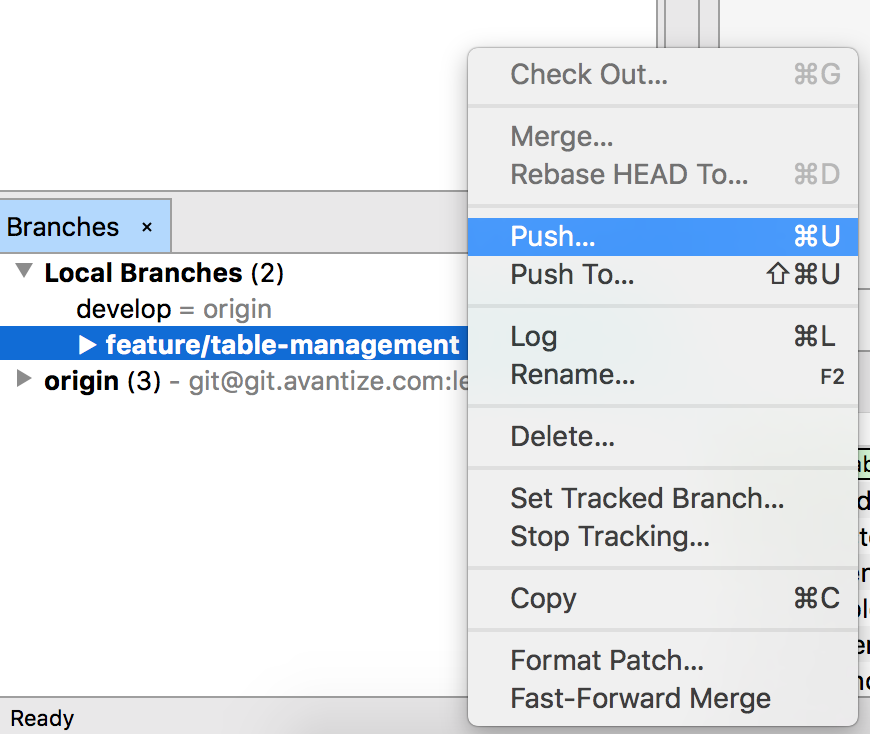 Check Out... ⌘G
Merge...
Rebase HEAD To... ⌘D
Push... ⌘U
Push To... ⇧⌘U
Log ⌘L
Rename... F2
Delete...
Set Tracked Branch...
Stop Tracking...
Copy ⌘C
Format Patch...
Fast-Forward Merge
Branches ×
Local Branches (2)
develop = origin
feature/table-management
origin (3) - git@git.avantize.com:le
Ready